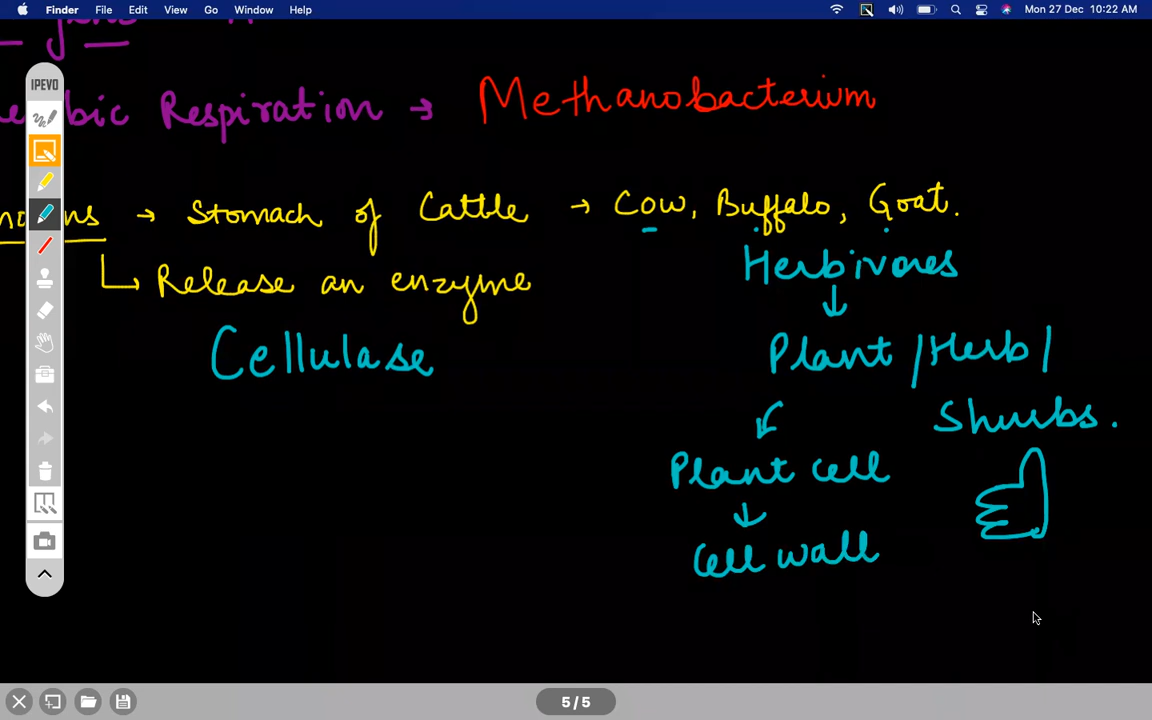 Finder File Edit View Go Window Help Mon 27 Dec 10:22 AM
IPEVO
bic Respiration → Methanobacterium
ns → Stomach of Cattle → Cow, Buffalo, Goat.
Release an enzyme
Herbivores
↓
Cellulase
Plant / Herb /
Shurbs.
Plant cell
↓
Cell wall
5/5